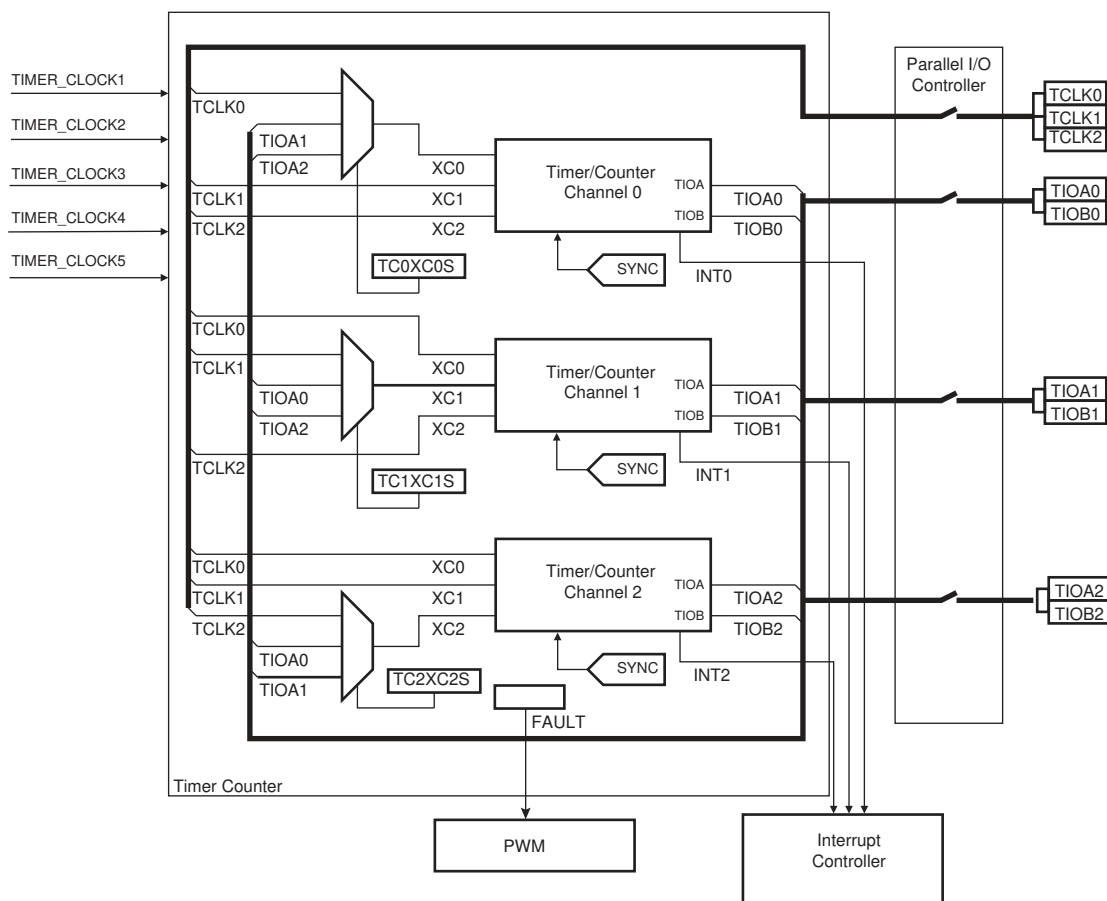 TIMER_CLOCK1
TIMER_CLOCK2
TIMER_CLOCK3
TIMER_CLOCK4
TIMER_CLOCK5
TCLK0
TIOA1
TIOA2
TCLK1
TCLK2
XC0
XC1
XC2
TC0XC0S
Timer/Counter
Channel 0
TIOA
TIOB
TIOA0
TIOB0
SYNC
INT0
TCLK0
TCLK1
TIOA0
TIOA2
TCLK2
XC0
XC1
XC2
TC1XC1S
Timer/Counter
Channel 1
TIOA
TIOB
TIOA1
TIOB1
SYNC
INT1
TCLK0
TCLK1
TCLK2
TIOA0
TIOA1
XC0
XC1
XC2
TC2XC2S
Timer/Counter
Channel 2
TIOA
TIOB
TIOA2
TIOB2
SYNC
INT2
FAULT
Timer Counter
PWM
Interrupt
Controller
Parallel I/O
Controller
TCLK0
TCLK1
TCLK2
TIOA0
TIOB0
TIOA1
TIOB1
TIOA2
TIOB2